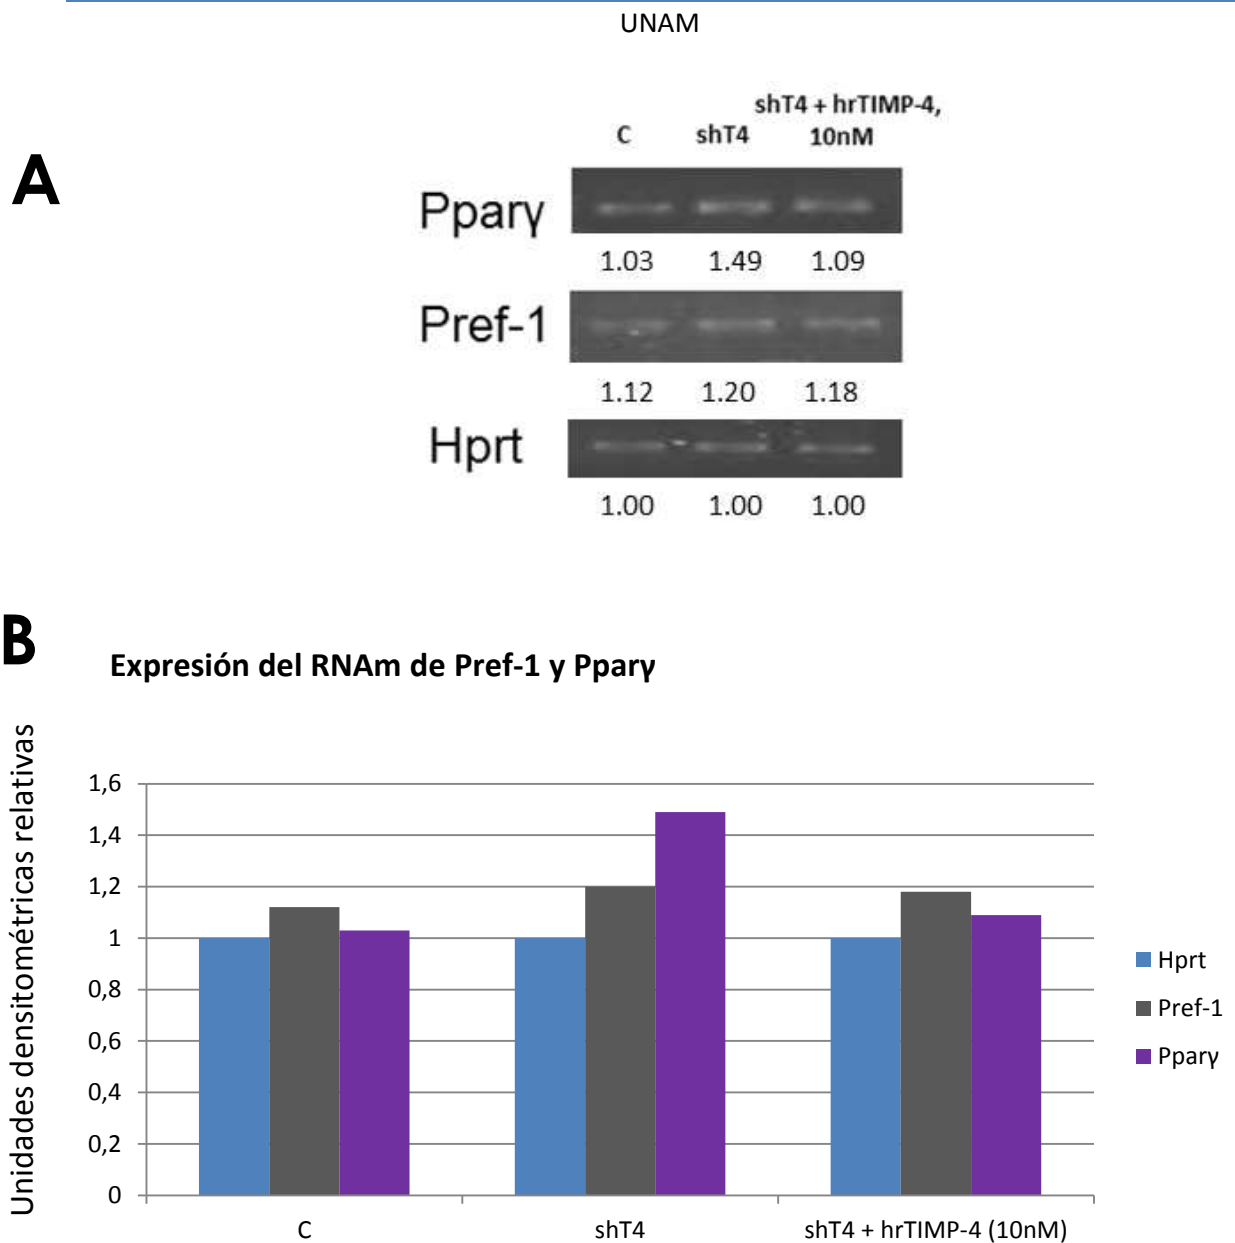 UNAM
A
shT4 + hrTIMP-4,
C shT4 10nM
Pparγ
1.03 1.49 1.09
Pref-1
1.12 1.20 1.18
Hprt
1.00 1.00 1.00
B
Expresión del RNAm de Pref-1 y Pparγ
Unidades densitométricas relativas
1,6
1,4
1,2
1
0,8
0,6
0,4
0,2
0
C shT4 shT4 + hrTIMP-4 (10nM)
Hprt
Pref-1
Pparγ